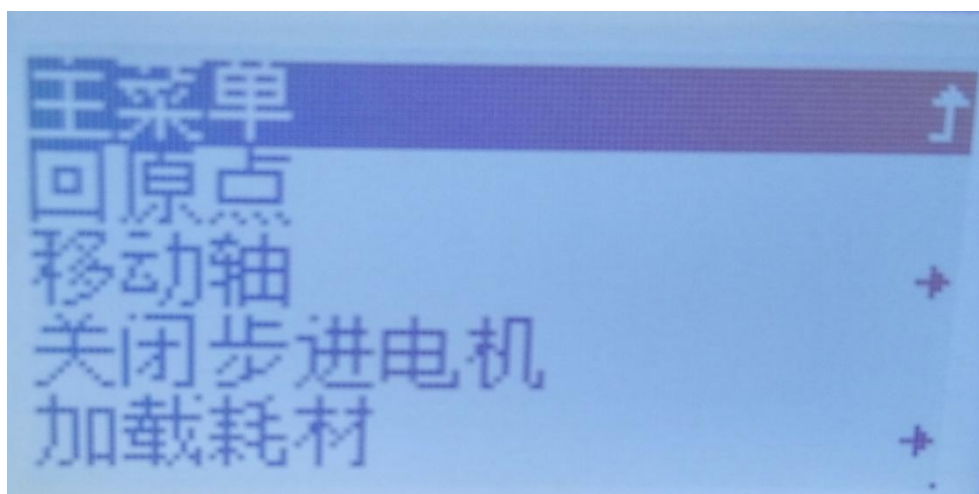 主菜单
回原点
移动轴
关闭步进电机
加载耗材